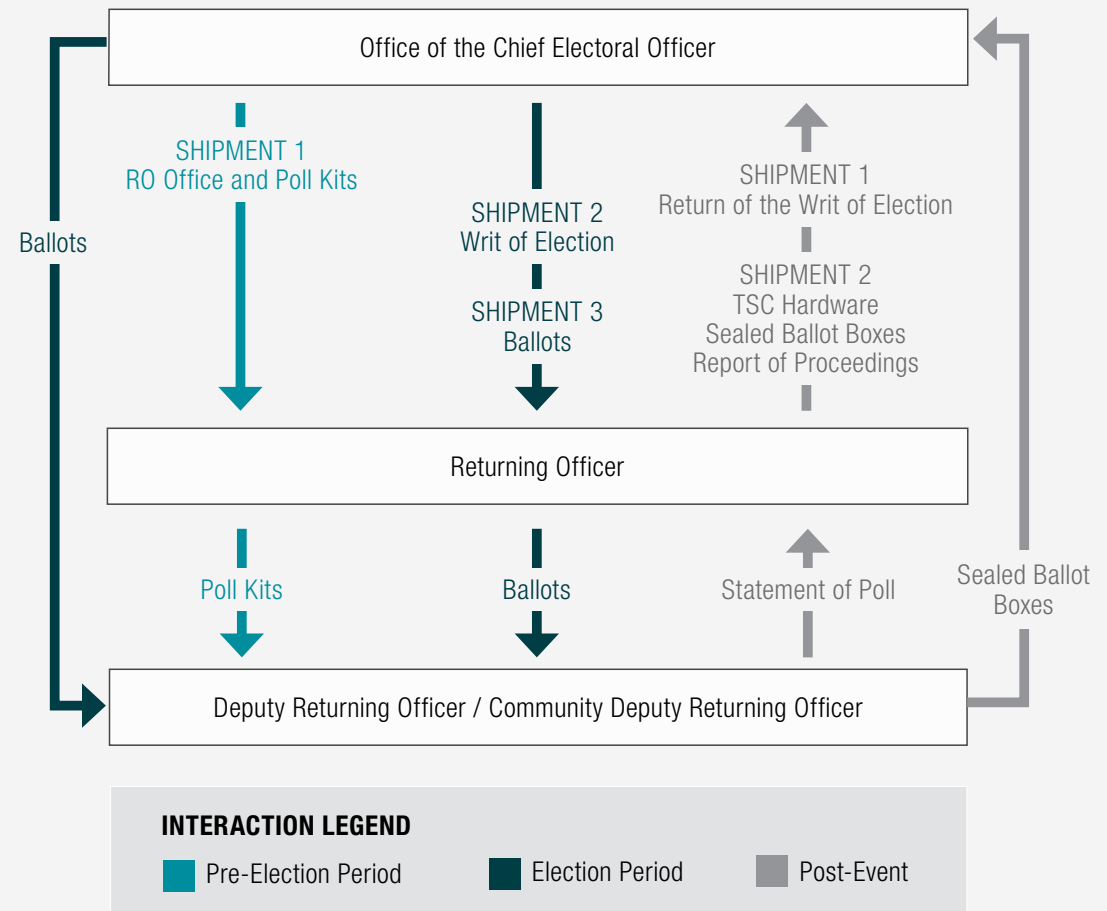 Office of the Chief Electoral Officer
SHIPMENT 1
RO Office and Poll Kits
SHIPMENT 2
Writ of Election
SHIPMENT 3
Ballots
SHIPMENT 1
Return of the Writ of Election
SHIPMENT 2
TSC Hardware
Sealed Ballot Boxes
Report of Proceedings
Ballots
Returning Officer
Poll Kits
Ballots
Statement of Poll
Sealed Ballot
Boxes
Deputy Returning Officer / Community Deputy Returning Officer
INTERACTION LEGEND
Pre-Election Period
Election Period
Post-Event